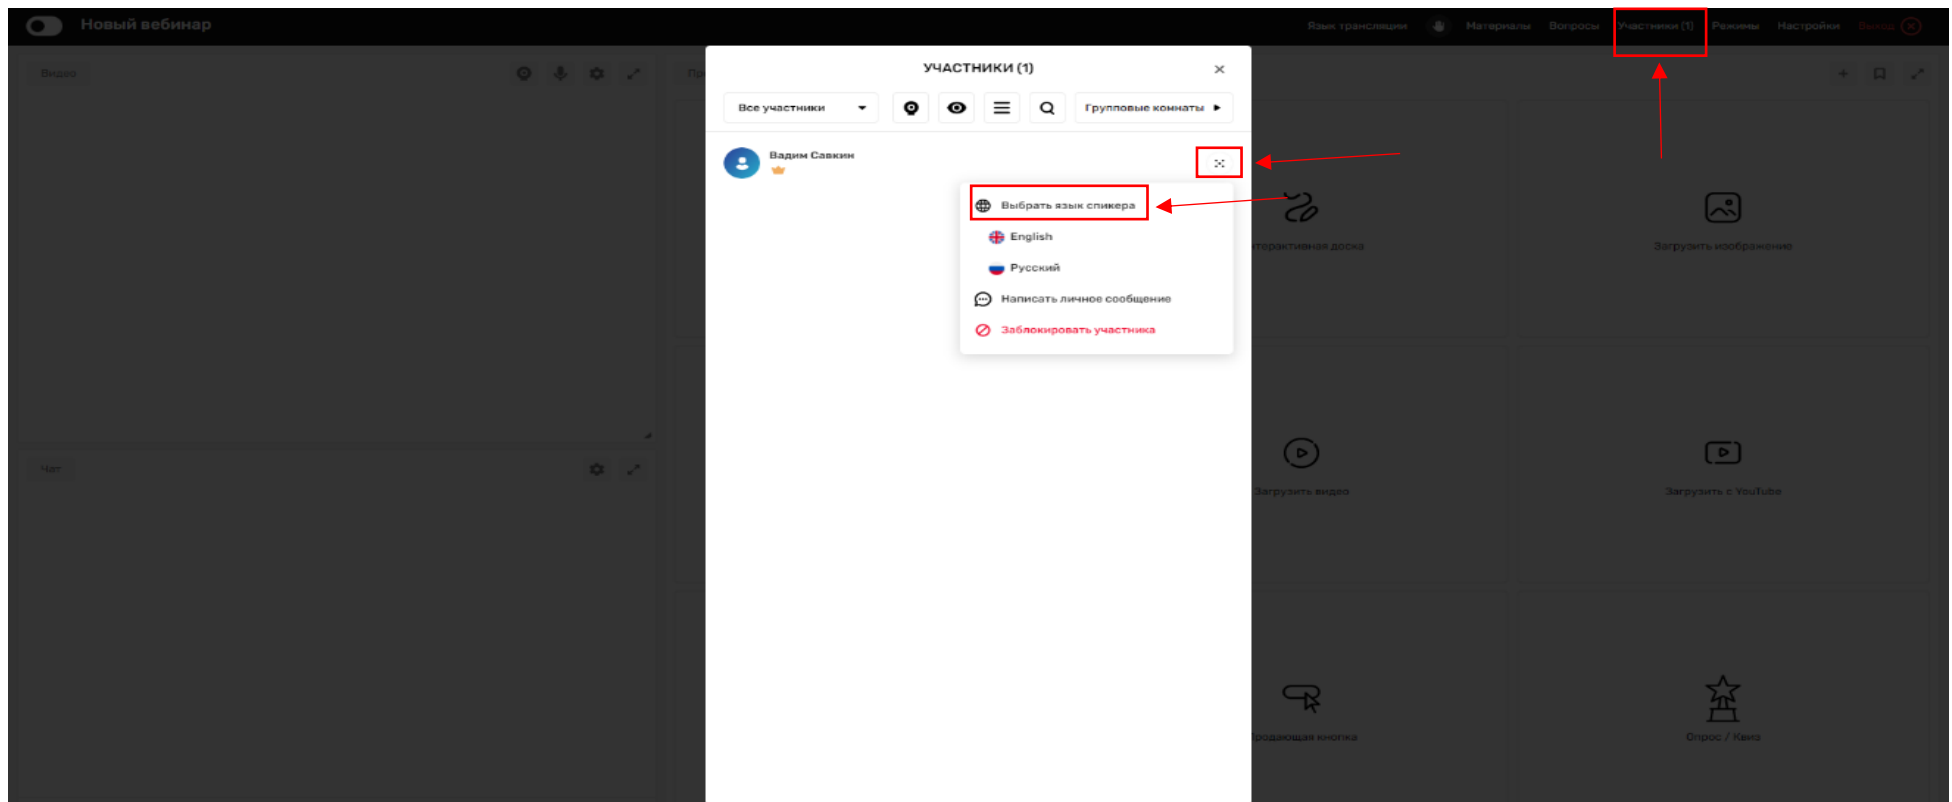 Новый вебинар
Язык трансляции
Материалы
Вопросы
Участники (1)
Режимы
Настройки
Выход
Видео
УЧАСТНИКИ (1)
Все участники
Групповые комнаты
Вадим Савкин
Выбрать язык спикера
English
Русский
Написать личное сообщение
Заблокировать участника
доска
Загрузить изображение
Чат
Загрузить видео
Загрузить с YouTube
кнопка
Опрос / Квиз